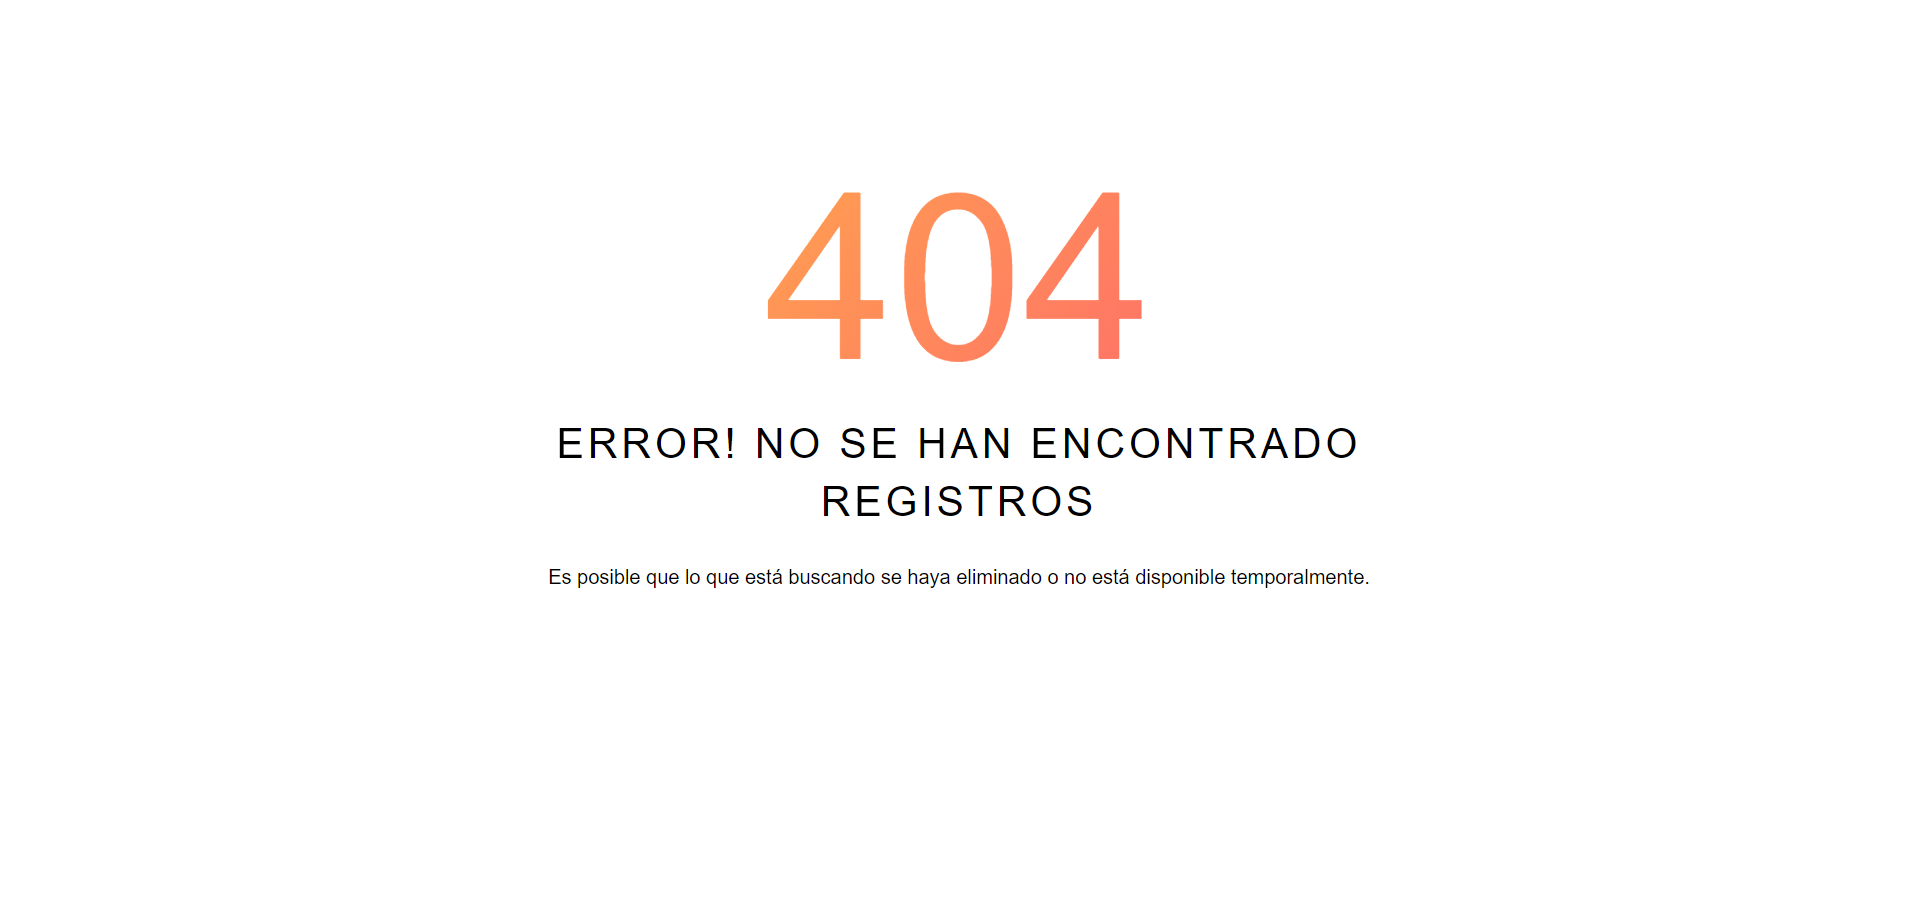 404
ERROR! NO SE HAN ENCONTRADO
REGISTROS
Es posible que lo que está buscando se haya eliminado o no está disponible temporalmente.